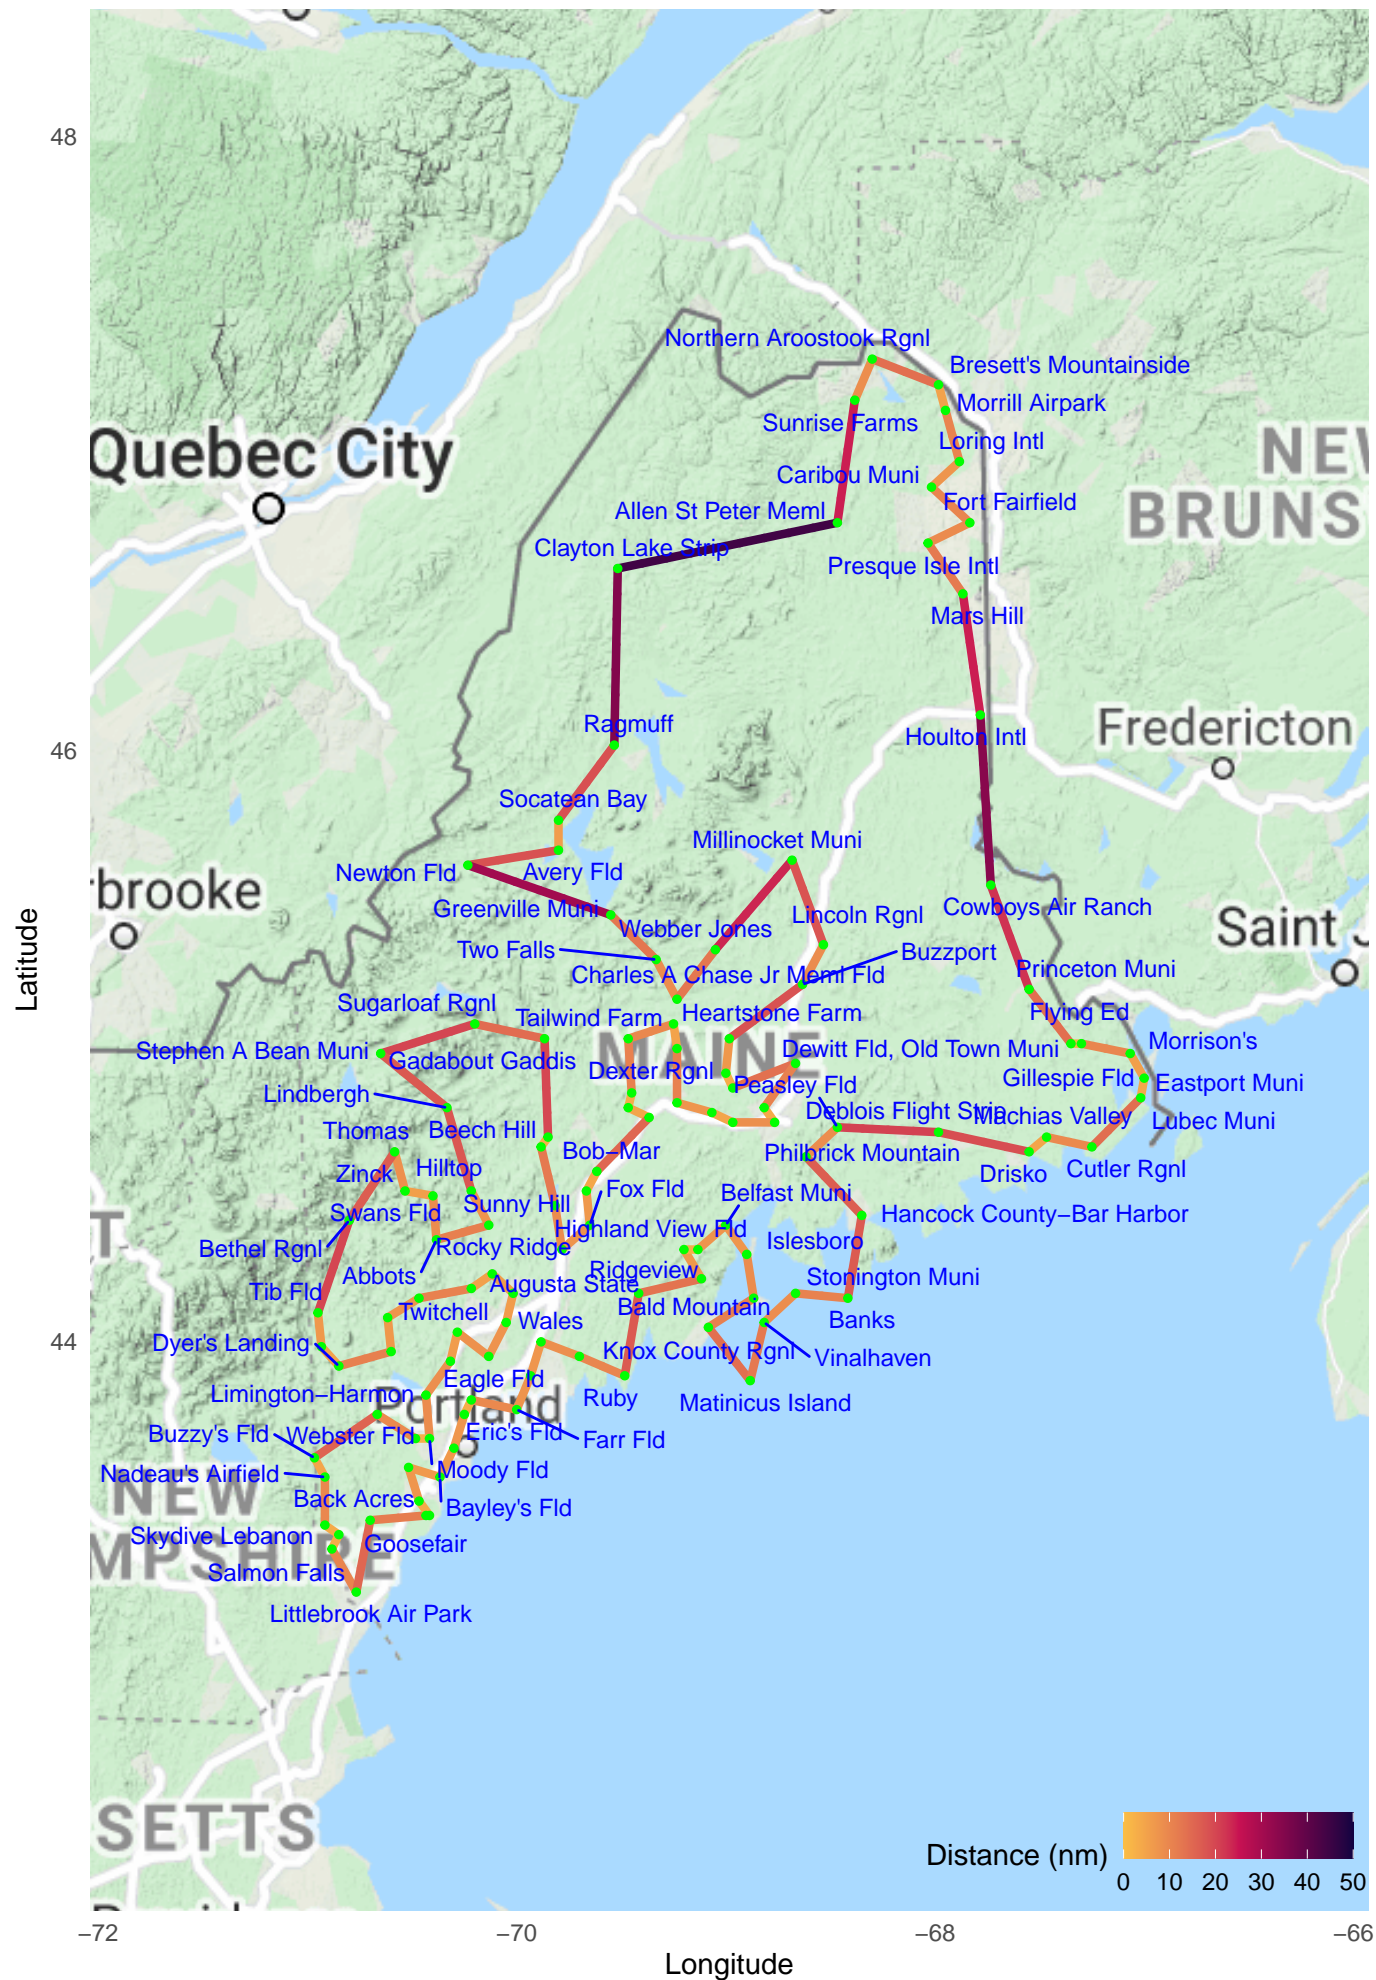 48
Northern Aroostook Rgnl
Bresett's Mountainside
Morrill Airpark
Sunrise Farms
Loring Intl
Quebec City
NEW
Caribou Muni
Fort Fairfield
Allen St Peter Meml
BRUNS
Clayton Lake Strip
Presque Isle Intl
Mars Hill
Ragmuff
Fredericton
Houlton Intl
46
Socatean Bay
Millinocket Muni
Newton Fld
Avery Fld
rbrooke
Greenville Muni
Cowboys Air Ranch
Lincoln Rgnl
Webber Jones
Saint J
Two Falls
Buzzport
Charles A Chase Jr Meml Fld
Princeton Muni
Latitude
Sugarloaf Rgnl
Tailwind Farm
Heartstone Farm
Flying Ed
Stephen A Bean Muni
Gadabout Gaddis
MAINE
Dewitt Fld, Old Town Muni
Morrison's
Dexter Rgnl
Peasley Fld
Gillespie Fld
Eastport Muni
Lindbergh
Deblois Flight Strip
Machias Valley
Lubec Muni
Thomas
Beech Hill
Bob−Mar
Philbrick Mountain
Zinck
Hilltop
Drisko
Cutler Rgnl
Fox Fld
Belfast Muni
Swans Fld
Sunny Hill
Hancock County−Bar Harbor
Highland View Fld
T
Bethel Rgnl
Rocky Ridge
Islesboro
Abbots
Ridgeview
Stonington Muni
Tib Fld
Augusta State
Twitchell
Bald Mountain
Banks
Wales
44
Dyer's Landing
Knox County Rgnl
Vinalhaven
Eagle Fld
Limington−Harmon
Ruby
Matinicus Island
Portland
Buzzy's Fld
Webster Fld
Eric's Fld
Farr Fld
Nadeau's Airfield
Moody Fld
NEW
Back Acres
Bayley's Fld
Skydive Lebanon
Goosefair
MPSHIRE
Salmon Falls
Littlebrook Air Park
SETTS
Distance (nm)
0 10 20 30 40 50
−72 −70 −68 −66
Longitude